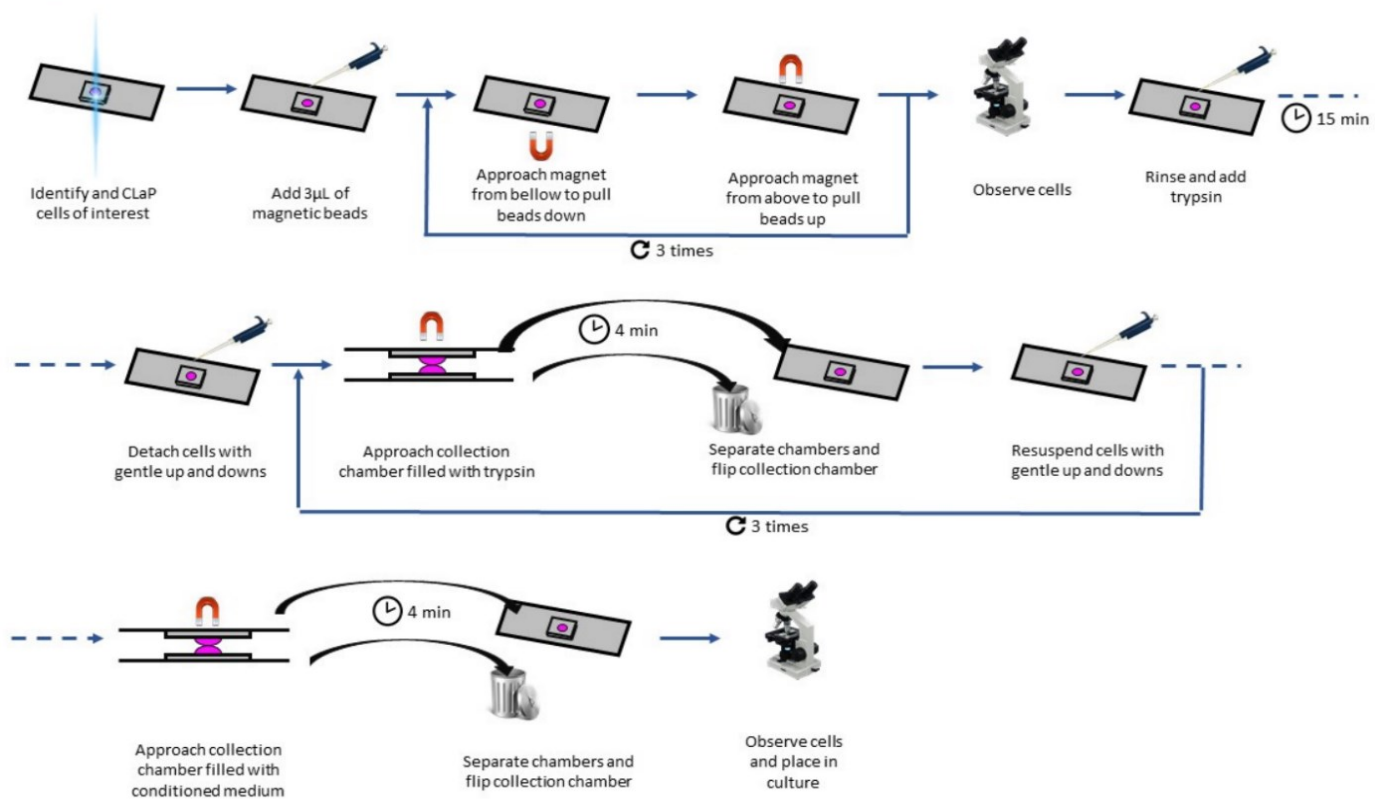 Identify and CLaP
cells of interest
Add 3µL of
magnetic beads
Approach magnet
from bellow to pull
beads down
Approach magnet
from above to pull
beads up
3 times
Observe cells
Rinse and add
trypsin
15 min
Detach cells with
gentle up and downs
Approach collection
chamber filled with trypsin
4 min
Separate chambers and
flip collection chamber
Resuspend cells with
gentle up and downs
3 times
Approach collection
chamber filled with
conditioned medium
4 min
Separate chambers and
flip collection chamber
Observe cells
and place in
culture